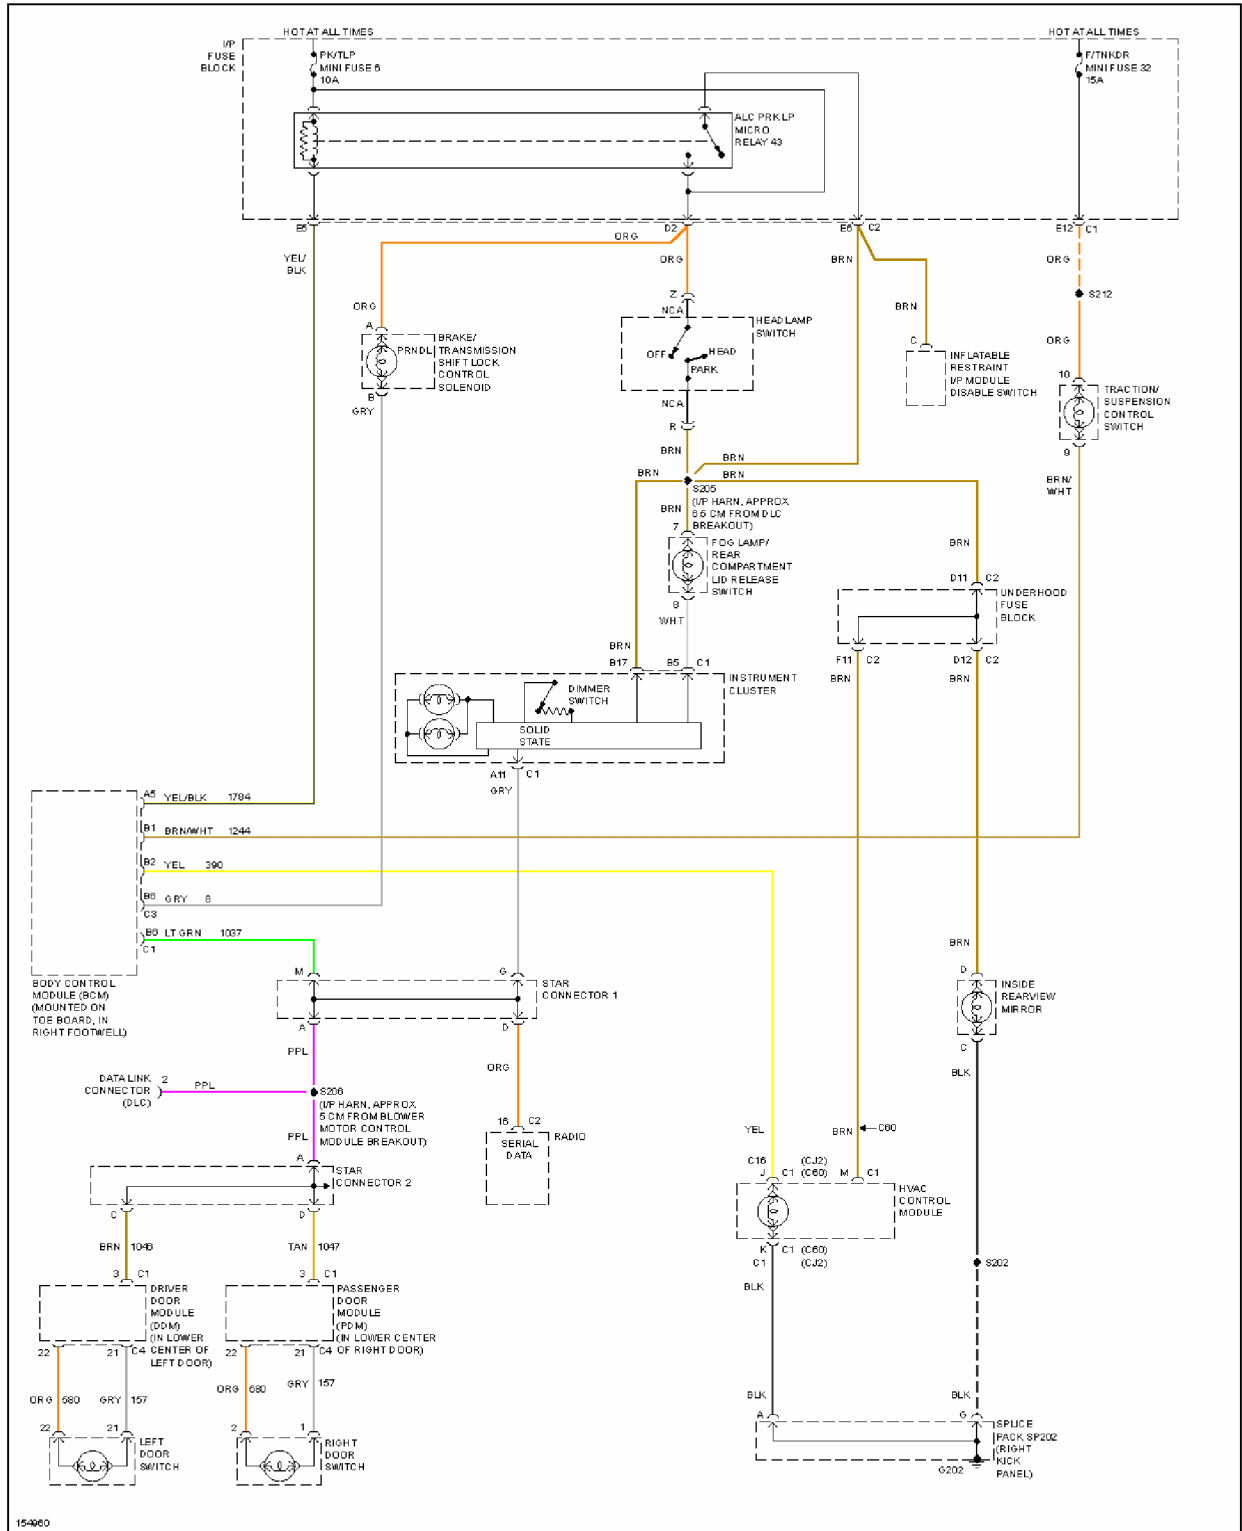 HOT AT ALL TIMES
HOT AT ALL TIMES
I/P
FUSE
BLOCK
PK/TLP
MINI FUSE 6
10A
F/TNKDR
MINI FUSE 32
15A
ALC PRK LP
MICRO
RELAY 43
E5
D2
E6
C2
E12
C1
ORG
YEL/
BLK
ORG
BRN
ORG
Z
S212
ORG
NCA
BRN
A
HEADLAMP
SWITCH
ORG
BRAKE/
TRANSMISSION
SHIFT LOCK
CONTROL
SOLENOID
PRNDL
C
OFF
HEAD
PARK
INFLATABLE
RESTRAINT
I/P MODULE
DISABLE SWITCH
10
TRACTION/
SUSPENSION
CONTROL
SWITCH
B
GRY
NCA
R
9
BRN
BRN
BRN
BRN
BRN/
WHT
S205
(I/P HARN, APPROX
6.5 CM FROM DLC
BREAKOUT)
BRN
7
FOG LAMP/
REAR
COMPARTMENT
LID RELEASE
SWITCH
BRN
D11
C2
UNDERHOOD
FUSE
BLOCK
8
WHT
BRN
B17
B5
C1
F11
C2
D12
C2
BRN
BRN
INSTRUMENT
CLUSTER
DIMMER
SWITCH
SOLID
STATE
A11
C1
GRY
A5
YEL/BLK
1784
B1
BRN/WHT
1244
B2
YEL
390
B6
GRY
8
C3
B6
LT GRN
1037
C1
BRN
BODY CONTROL
MODULE (BCM)
(MOUNTED ON
TOE BOARD, IN
RIGHT FOOTWELL)
M
G
STAR
CONNECTOR 1
D
INSIDE
REARVIEW
MIRROR
A
D
C
PPL
ORG
BLK
DATA LINK
CONNECTOR
(DLC)
2
PPL
S206
(I/P HARN, APPROX
5 CM FROM BLOWER
MOTOR CONTROL
MODULE BREAKOUT)
PPL
16
C2
RADIO
SERIAL
DATA
YEL
BRN
C60
A
STAR
CONNECTOR 2
C16
(CJ2)
J
C1
(C60)
M
C1
HVAC
CONTROL
MODULE
C
D
BRN
1046
TAN
1047
K
C1
(C60)
C1
(CJ2)
3
C1
3
C1
S202
DRIVER
DOOR
MODULE
(DDM)
(IN LOWER
CENTER OF
LEFT DOOR)
PASSENGER
DOOR
MODULE
(PDM)
(IN LOWER CENTER
OF RIGHT DOOR)
BLK
22
21
C4
22
21
C4
ORG
680
GRY
157
ORG
680
GRY
157
BLK
BLK
22
21
2
1
A
G
LEFT
DOOR
SWITCH
RIGHT
DOOR
SWITCH
SPLICE
PACK SP202
(RIGHT
KICK
PANEL)
G202
154960